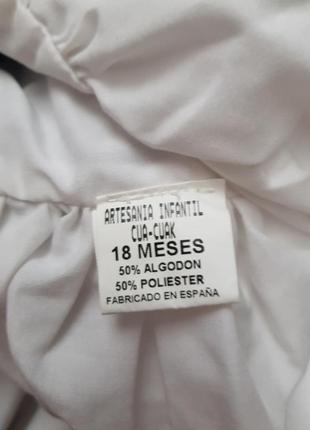 ARTESANIA INFANTIL
CUA-CUAK
18 MESES
50% ALGODON
50% POLIESTER
FABRICADO EN ESPAÑA